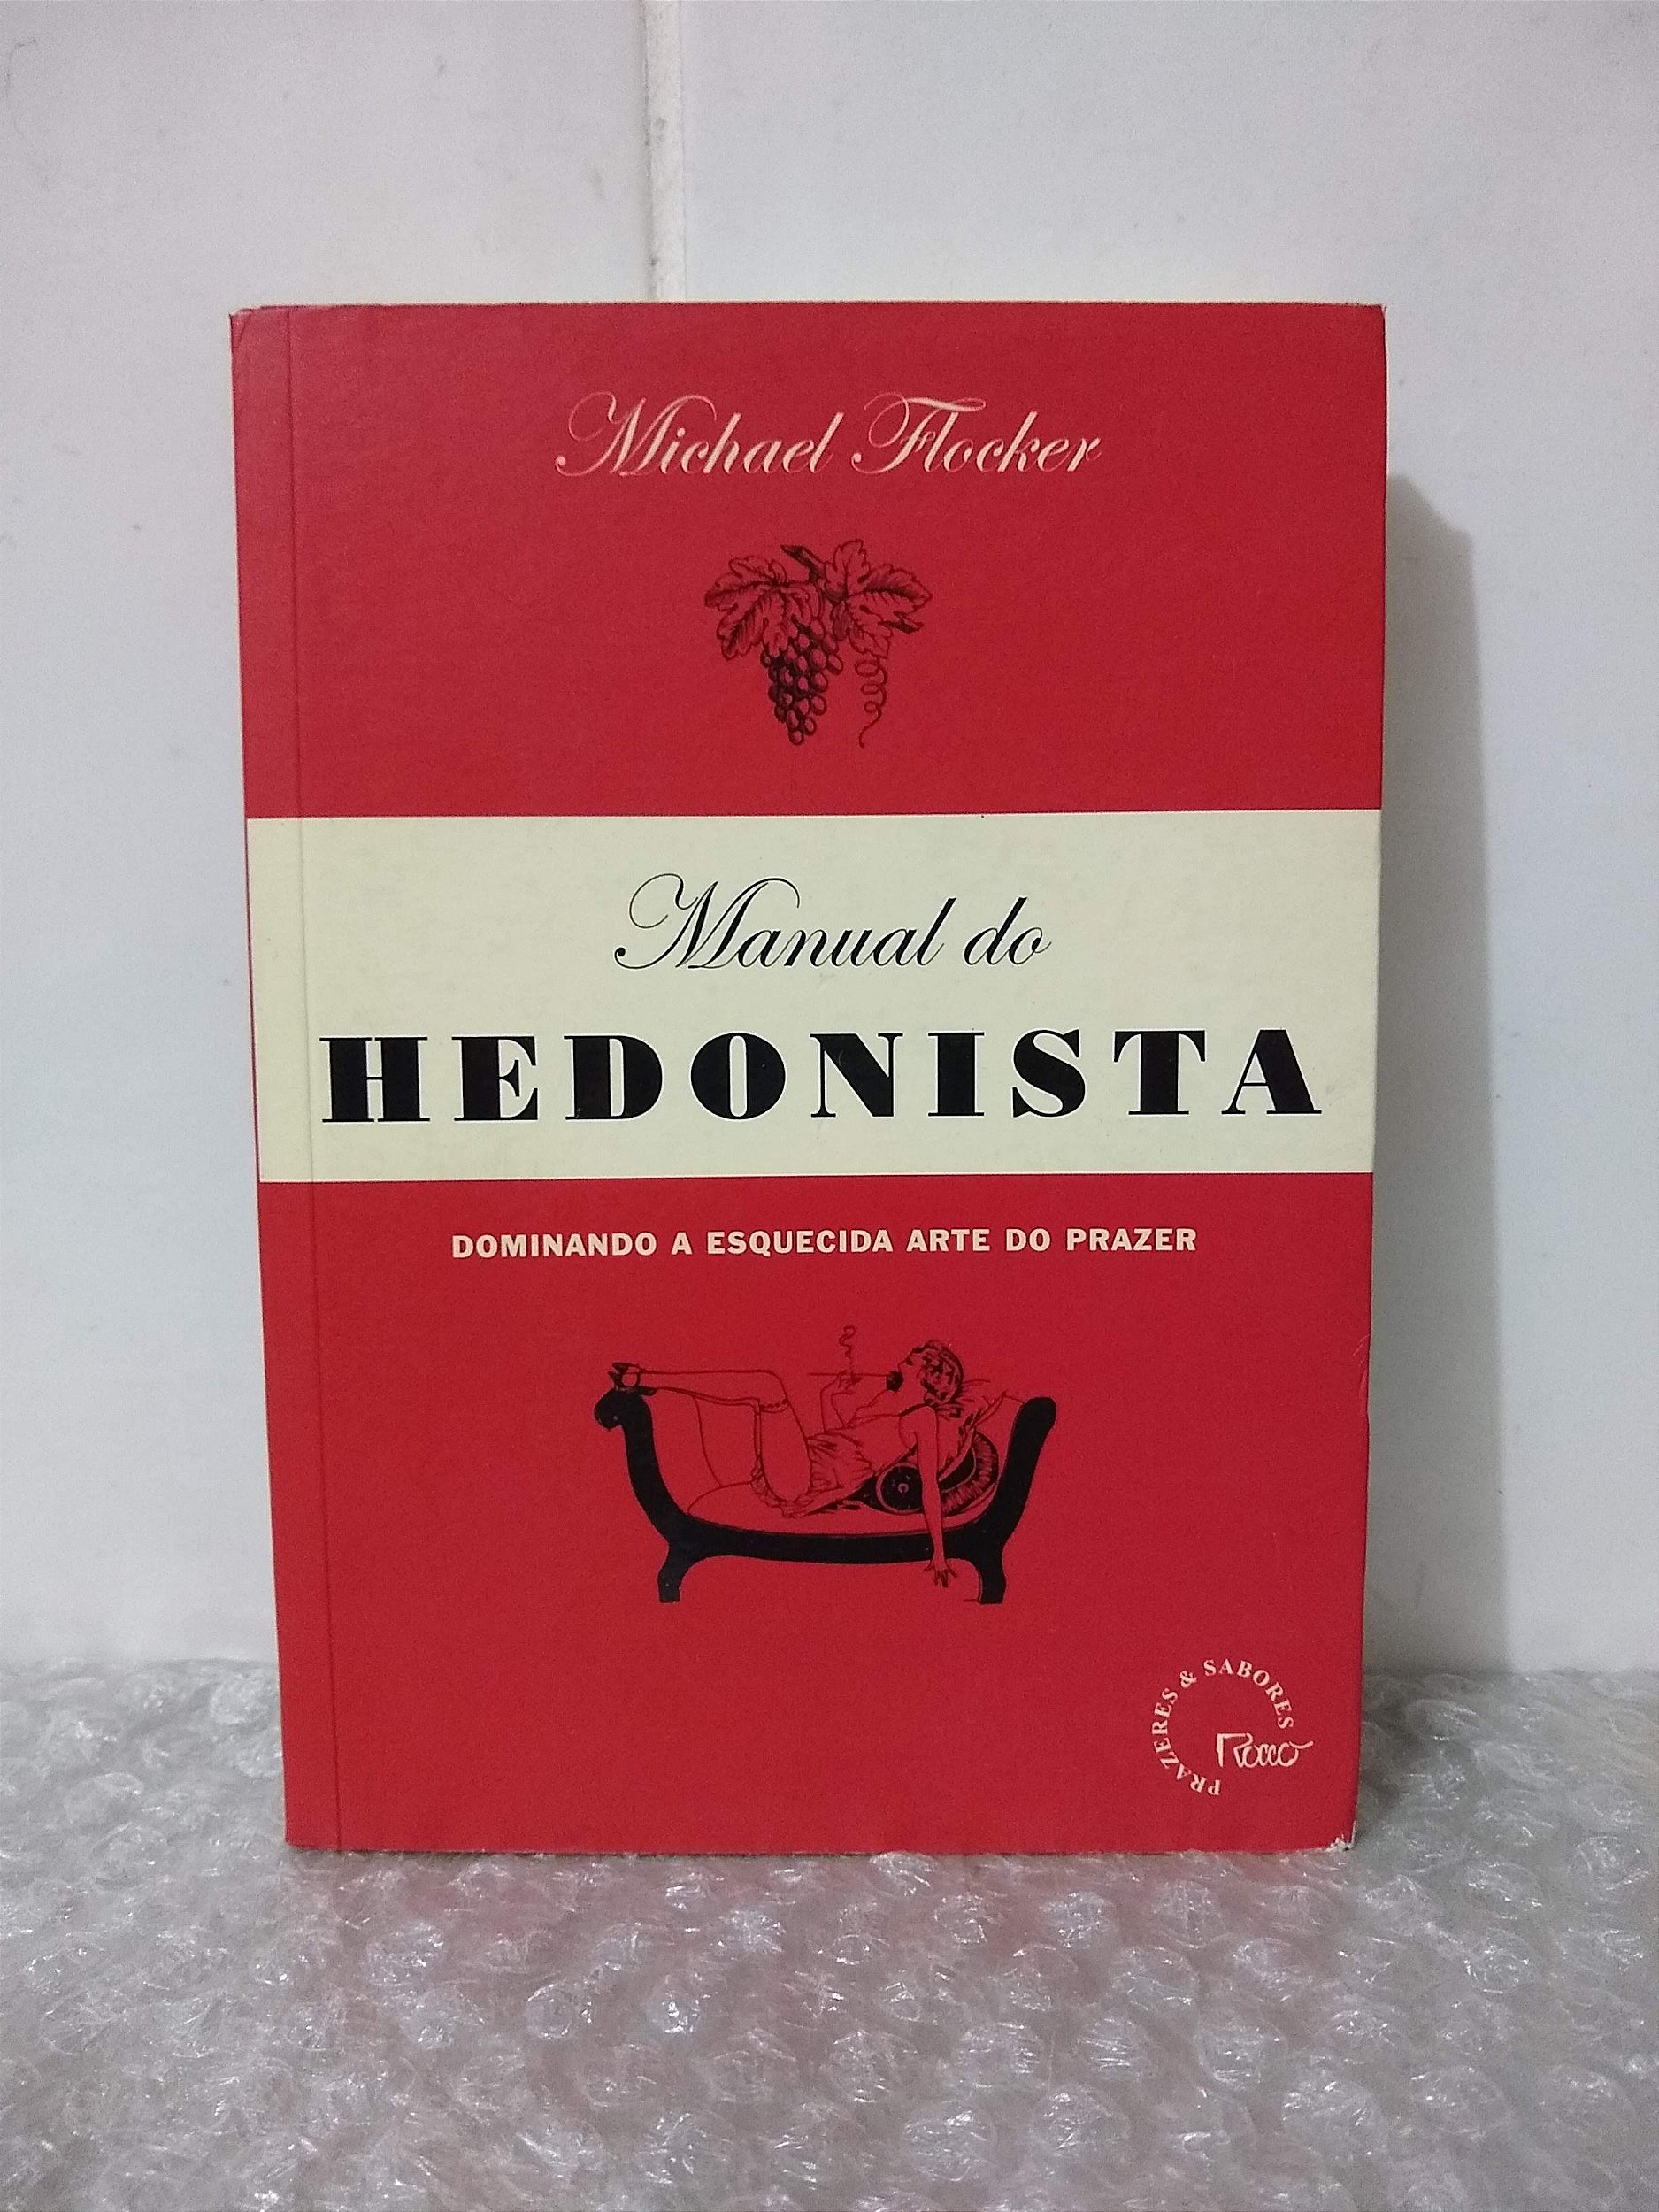 Michael Flocker
Manual do
HEDONISTA
DOMINANDO A ESQUECIDA ARTE DO PRAZER
PRAZERES & SABORES
Rocco